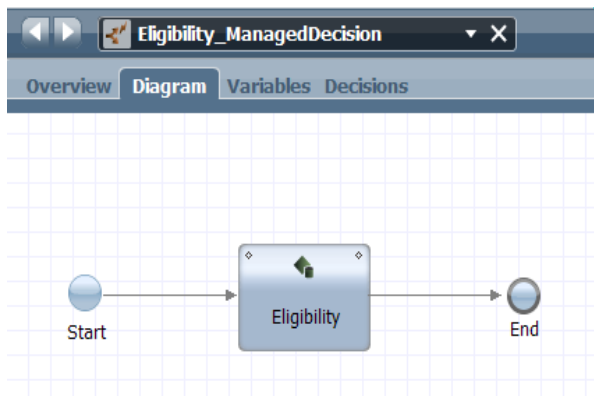 Eligibility_ManagedDecision
Overview Diagram Variables Decisions
Eligibility
Start
End